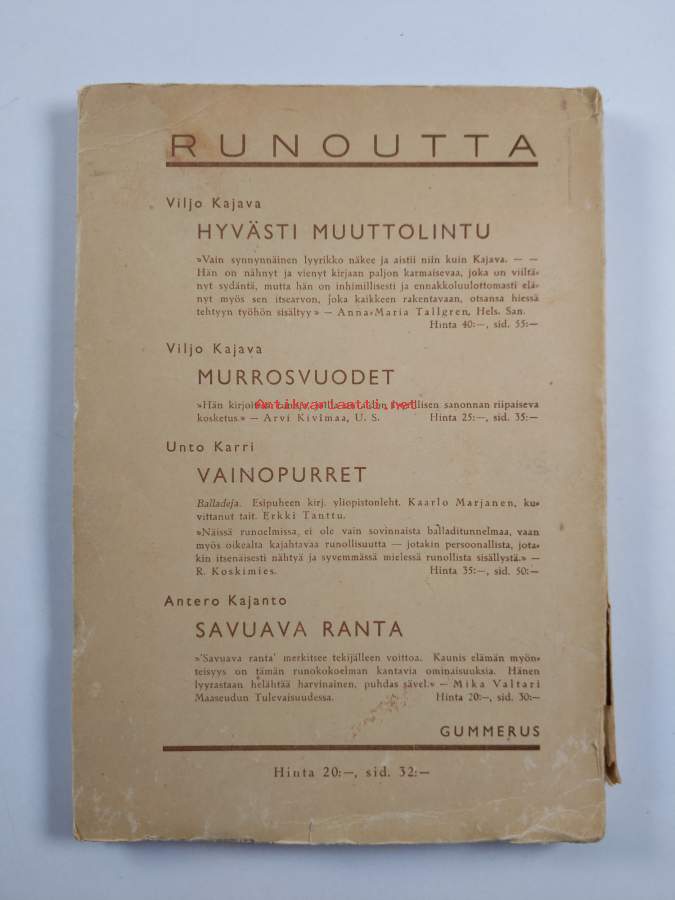 RUNOUTTA
Viljo Kajava
HYVÄSTI MUUTTOLINTU
»Vain synnynnäinen lyyrikko näkee ja aistii niin kuin Kajava. — —
Hän on nähnyt ja vienyt kirjaan paljon karmaisevaa, joka on viiltä-
nyt sydäntä, mutta hän on inhimillisesti ja ennakkoluulottomasti elä-
nyt myös sen itsearvon, joka kaikkeen rakentavaan, otsansa hiessä
tehtyyn työhön sisältyy» — Anna-Maria Tallgren, Hels. San.
Hinta 40:—, sid. 55:—
Viljo Kajava
MURROSVUODET
»Hän kirjoittaa sanonnan riipaiseva
Antikvariaatti.net
kosketus.» — Arvi Kivimaa, U. S. Hinta 25:—, sid. 35:—
Unto Karri
VAINOPURRET
Balladeja. Esipuheen kirj. yliopistonleht. Kaarlo Marjanen, ku-
vittanut tait. Erkki Tanttu.
»Näissä runoelmissa ei ole vain sovinnaista balladitunnelmaa, vaan
myös oikealta kajahtavaa runollisuutta — jotakin persoonallista, jota-
kin itsenäisesti nähtyä ja syvemmässä mielessä runollista sisällystä.» —
R. Koskimies. Hinta 35:—, sid. 50:—
Antero Kajanto
SAVUAVA RANTA
»'Savuava ranta' merkitsee tekijälleen voittoa. Kaunis elämän myön-
teisyys on tämän runokokoelman kantavia ominaisuuksia. Hänen
lyyrastaan helähtää harvinainen, puhdas sävel.» — Mika Valtari
Maaseudun Tulevaisuudessa. Hinta 20:—, sid. 30:—
GUMMERUS
Hinta 20:—, sid. 32:—